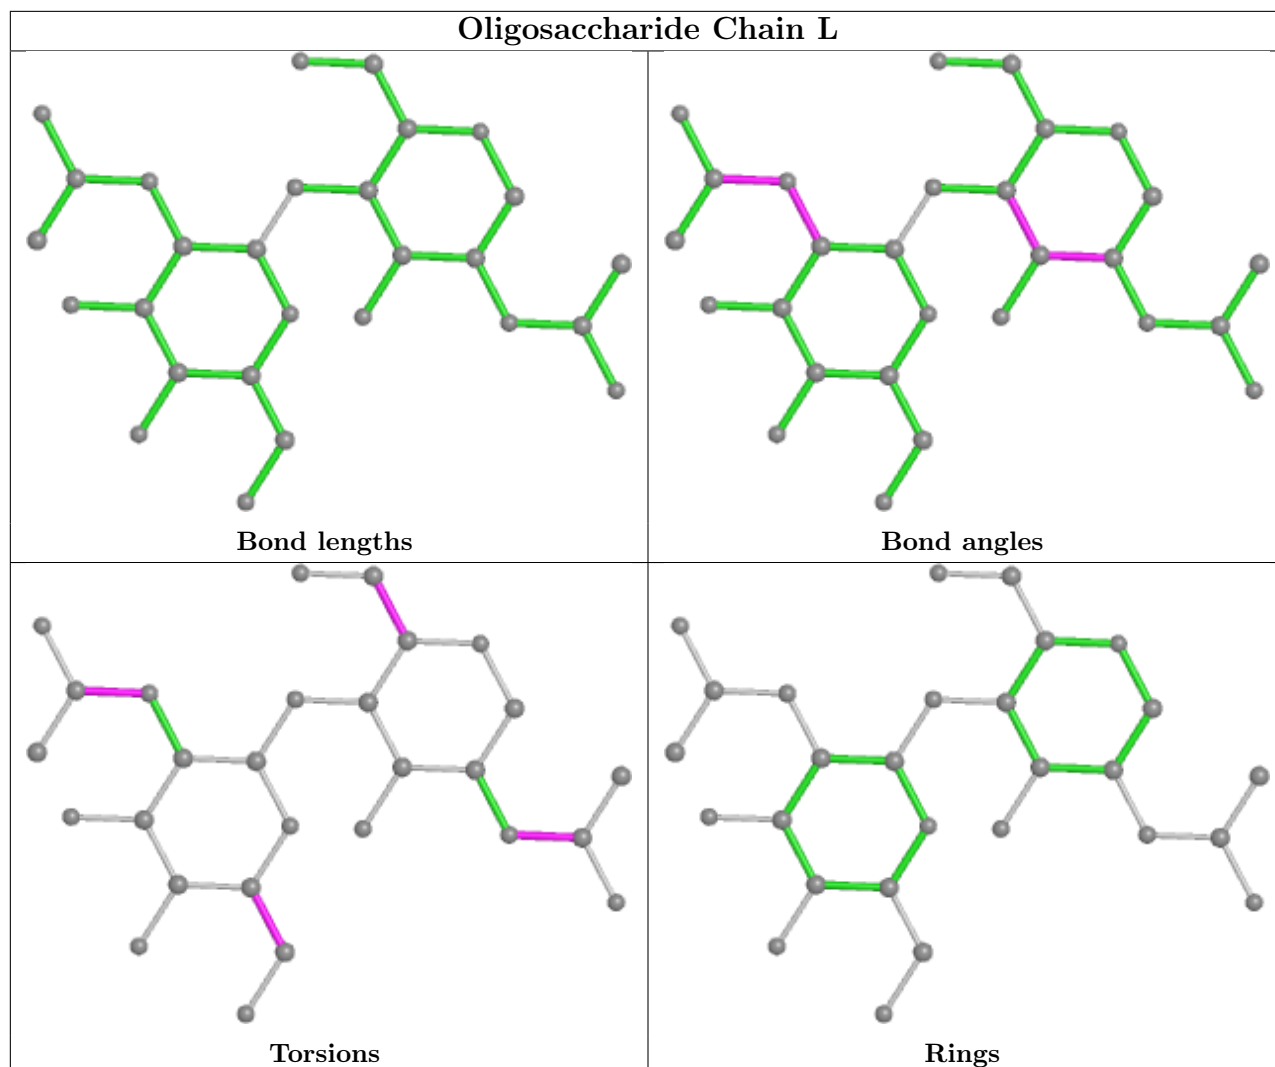 Oligosaccharide Chain L
Bond lengths
Bond angles
Torsions
Rings